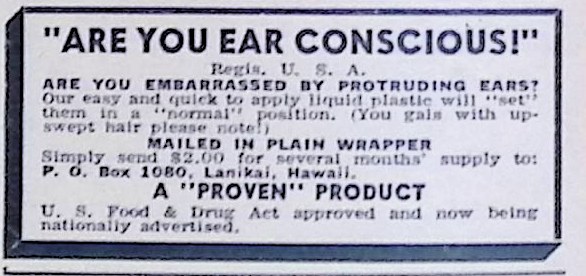 "ARE YOU EAR CONSCIOUS!"
Regis. U. S. A.
ARE YOU EMBARRASSED BY PROTRUDING EARS?
Our easy and quick to apply liquid plastic will "set"
them in a "normal" position. (You gals with up-
swept hair please note!)
MAILED IN PLAIN WRAPPER
Simply send $2.00 for several months' supply to:
P. O. Box 1080, Lanikai, Hawaii.
A "PROVEN" PRODUCT
U. S. Food & Drug Act approved and now being
nationally advertised.